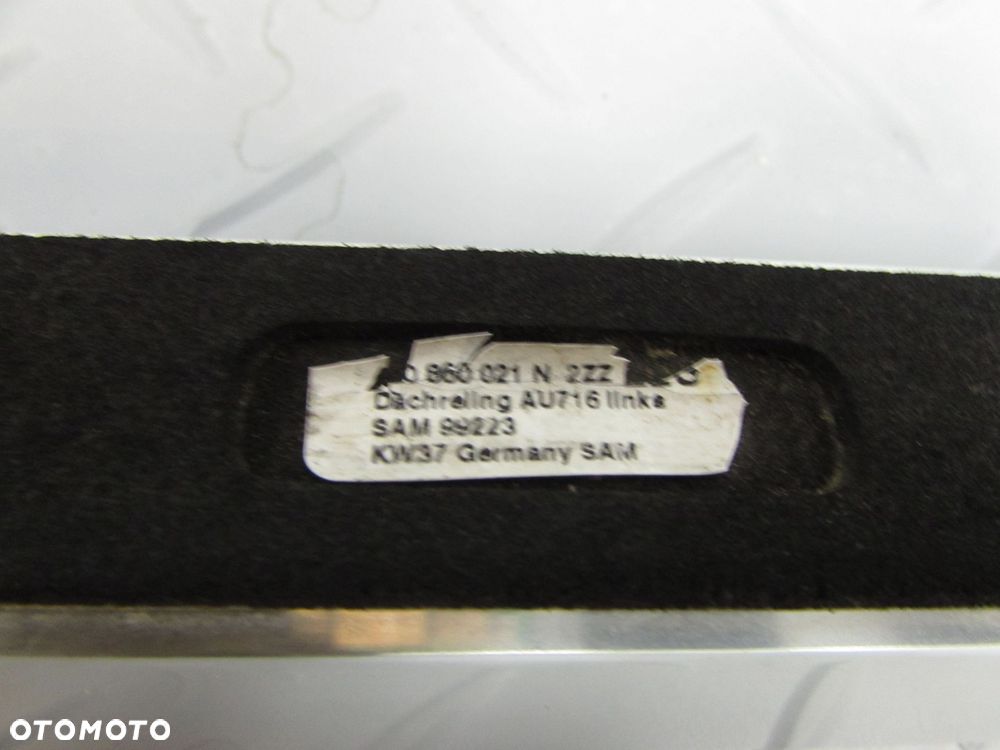 0 860 021 N 2ZZ
Dachreling AU716 links
SAM 99223
KW37 Germany SAM
OTOMOTO